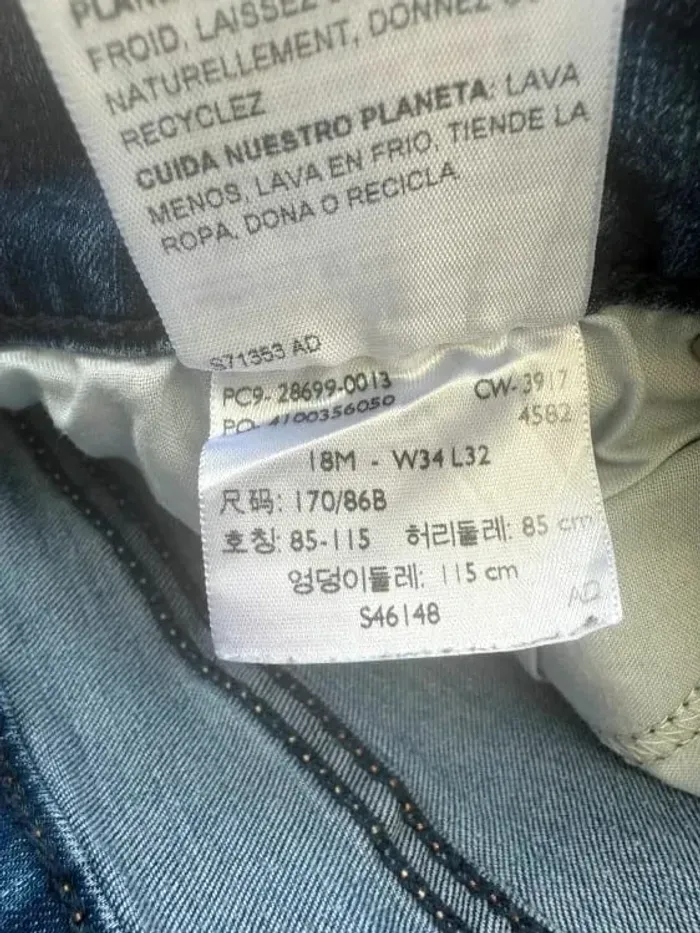 FROID, LAISSEZ
NATURELLEMENT, DONNEZ
RECYCLEZ
CUIDA NUESTRO PLANETA: LAVA
MENOS, LAVA EN FRIO, TIENDE LA
ROPA, DONA O RECICLA
S71353 AD
PC9-28699-0013 CW-3917
PO-4100356050 4582
18M - W34 L32
尺码: 170/86B
호칭: 85-115 허리둘레: 85 cm
엉덩이둘레: 115 cm
AD
S46148